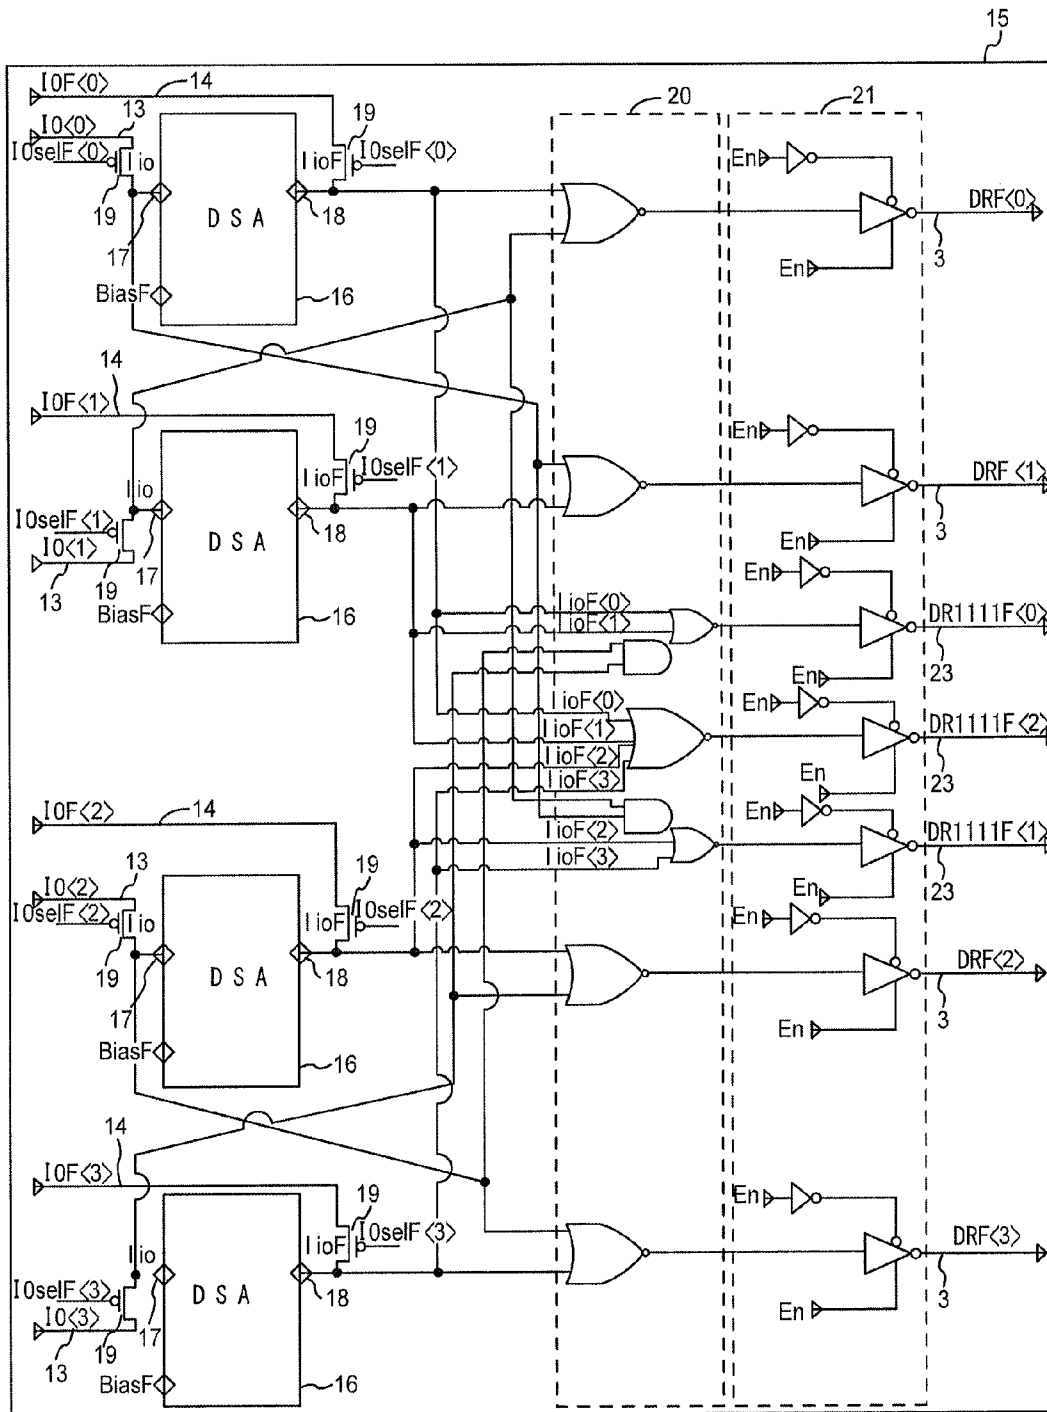 15
IOF<0>
14
20
21
IO<0>
13
19
IOselF<0>
Iio
IioF
IOselF<0>
En
DSA
DRF<0>
19
17
18
3
En
BiasF
16
14
IOF<1>
19
IOselF<1>
IioF
En
DRF<1>
Iio
IOselF<1>
DSA
18
3
IO<1>
En
17
19
13
En
BiasF
16
IioF<0>
IioF<1>
DR1111F<0>
En
23
IioF<0>
En
IioF<1>
DR1111F<2>
IioF<2>
IioF<3>
En
23
IOF<2>
14
En
IioF<2>
DR1111F<1>
IO<2>
13
19
IioF<3>
En
23
IOselF<2>
Iio
IioF
IOselF<2>
En
DSA
DRF<2>
19
17
18
3
En
BiasF
16
14
IOF<3>
19
En
IioF
IOselF<3>
DRF<3>
Iio
IOselF<3>
DSA
18
3
En
IO<3>
17
19
13
BiasF
16